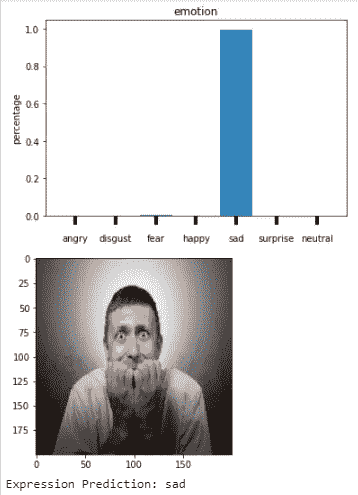 emotion
1.0
0.8
0.6
0.4
0.2
0.0
percentage
angry disgust fear happy sad surprise neutral
0
25
50
75
100
125
150
175
0 50 100 150
Expression Prediction: sad